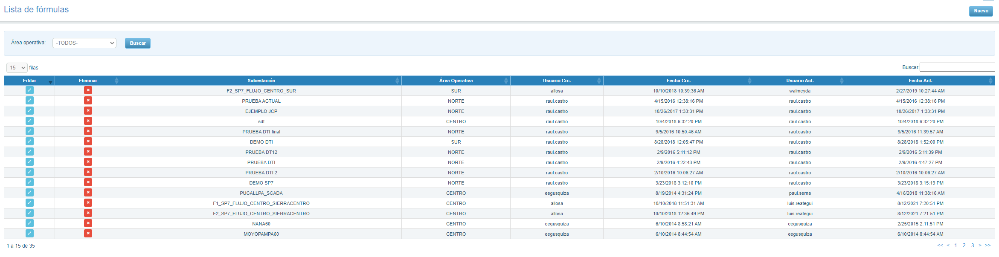 Lista de fórmulas
Nuevo
Área operativa: -TODOS- Buscar
15 filas Buscar:
Editar Eliminar Subestación Área Operativa Usuario Crc. Fecha Crc. Usuario Act. Fecha Act.
F2_SP7_FLUJO_CENTRO_SUR SUR allosa 10/10/2018 10:39:36 AM walmeyda 2/27/2019 10:27:44 AM
PRUEBA ACTUAL NORTE raul.castro 4/15/2016 12:38:16 PM raul.castro 4/15/2016 12:38:16 PM
EJEMPLO JCP NORTE raul.castro 10/26/2017 1:33:31 PM raul.castro 10/26/2017 1:33:31 PM
sdf CENTRO raul.castro 10/4/2018 6:32:20 PM raul.castro 10/4/2018 6:32:20 PM
PRUEBA DTI final NORTE raul.castro 9/5/2016 10:50:46 AM raul.castro 9/5/2016 11:39:57 AM
DEMO DTI SUR raul.castro 8/28/2018 12:05:47 PM raul.castro 8/28/2018 1:52:00 PM
PRUEBA DT12 NORTE raul.castro 2/9/2016 5:11:12 PM raul.castro 2/9/2016 5:11:39 PM
PRUEBA DTI NORTE raul.castro 2/9/2016 4:22:43 PM raul.castro 2/9/2016 4:47:27 PM
PRUEBA DTI 2 NORTE raul.castro 2/10/2016 10:06:27 AM raul.castro 2/10/2016 10:06:27 AM
DEMO SP7 NORTE raul.castro 3/23/2018 3:12:10 PM raul.castro 3/23/2018 3:15:19 PM
PUCALLPA_SCADA CENTRO eegusquiza 8/19/2014 4:31:24 PM paul.serna 4/16/2018 11:38:16 AM
F1_SP7_FLUJO_CENTRO_SIERRACENTRO CENTRO allosa 10/10/2018 11:51:31 AM luis.reategui 8/12/2021 7:20:51 PM
F2_SP7_FLUJO_CENTRO_SIERRACENTRO CENTRO allosa 10/10/2018 12:36:49 PM luis.reategui 8/12/2021 7:21:51 PM
NANA60 CENTRO eegusquiza 6/10/2014 8:58:21 AM eegusquiza 2/25/2015 2:11:51 PM
MOYOPAMPA60 CENTRO eegusquiza 6/10/2014 8:44:54 AM eegusquiza 6/10/2014 8:44:54 AM
1 a 15 de 35 << < 1 2 3 > >>